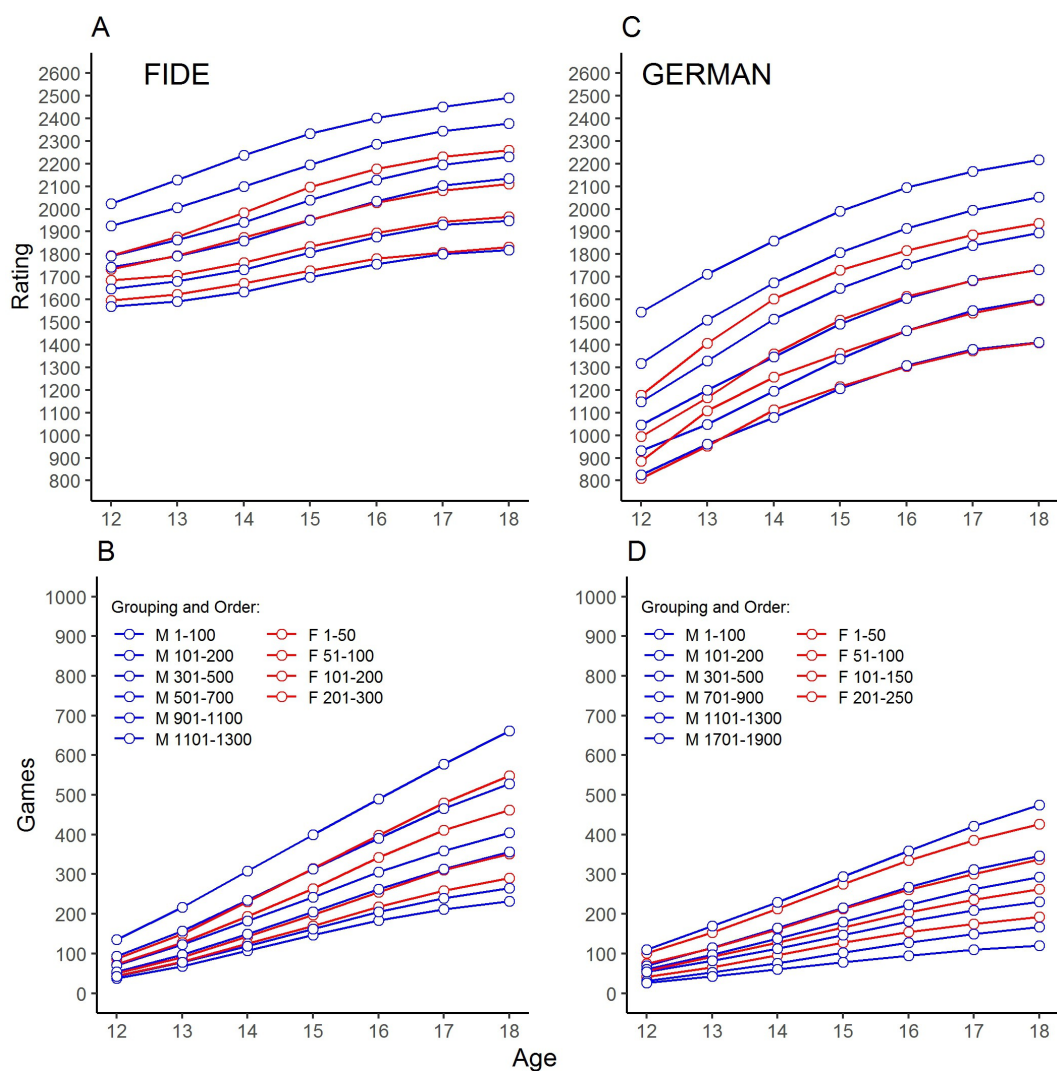 A
FIDE
2600
2500
2400
2300
2200
2100
2000
1900
1800
1700
1600
1500
1400
1300
1200
1100
1000
900
800
Rating
12 13 14 15 16 17 18
C
GERMAN
2600
2500
2400
2300
2200
2100
2000
1900
1800
1700
1600
1500
1400
1300
1200
1100
1000
900
800
12 13 14 15 16 17 18
B
1000
900
800
700
600
500
400
300
200
100
0
Games
Grouping and Order:
M 1-100 F 1-50
M 101-200 F 51-100
M 301-500 F 101-200
M 501-700 F 201-300
M 901-1100
M 1101-1300
12 13 14 15 16 17 18
D
1000
900
800
700
600
500
400
300
200
100
0
Grouping and Order:
M 1-100 F 1-50
M 101-200 F 51-100
M 301-500 F 101-150
M 701-900 F 201-250
M 1101-1300
M 1701-1900
12 13 14 15 16 17 18
Age